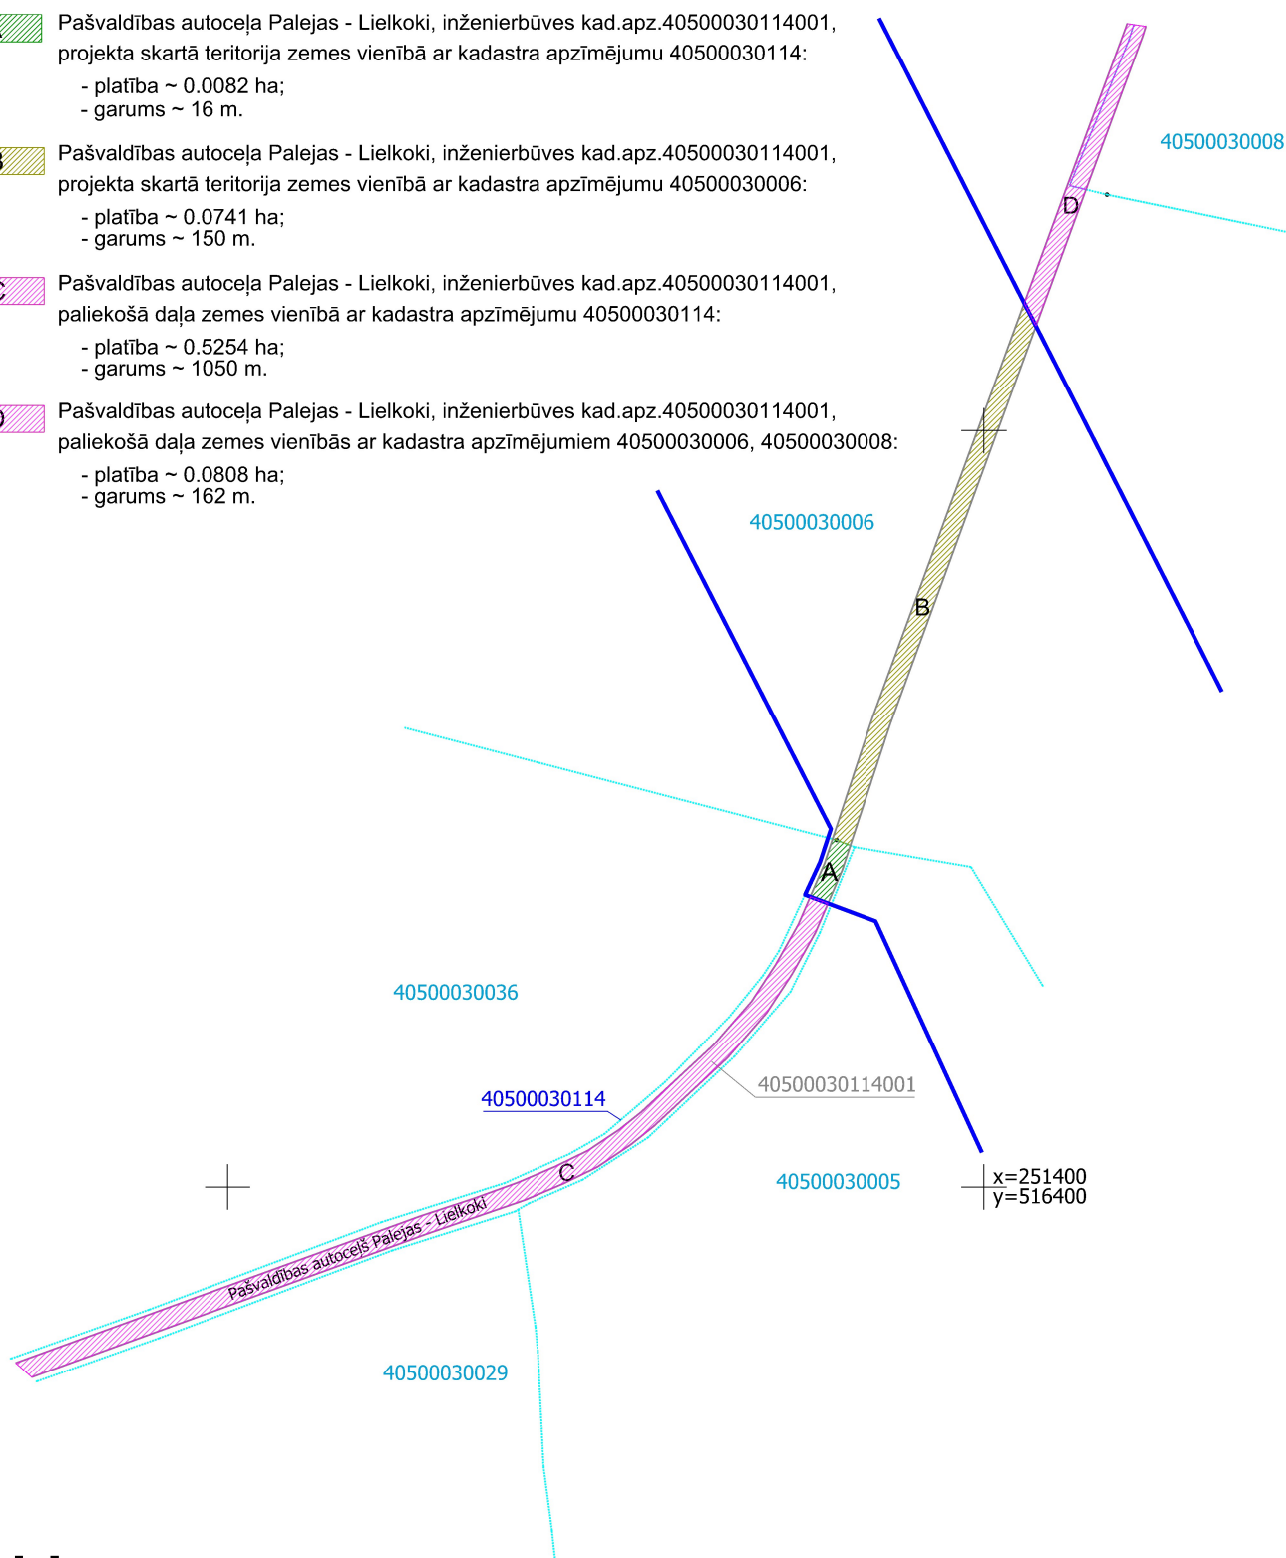 Pašvaldības autoceļa Palejas - Lielkoki, inženierbūves kad.apz.40500030114001,
projekta skartā teritorija zemes vienībā ar kadastra apzīmējumu 40500030114:
- platība ~ 0.0082 ha;
- garums ~ 16 m.
B
Pašvaldības autoceļa Palejas - Lielkoki, inženierbūves kad.apz.40500030114001,
projekta skartā teritorija zemes vienībā ar kadastra apzīmējumu 40500030006:
- platība ~ 0.0741 ha;
- garums ~ 150 m.
C
Pašvaldības autoceļa Palejas - Lielkoki, inženierbūves kad.apz.40500030114001,
paliekošā daļa zemes vienībā ar kadastra apzīmējumu 40500030114:
- platība ~ 0.5254 ha;
- garums ~ 1050 m.
D
Pašvaldības autoceļa Palejas - Lielkoki, inženierbūves kad.apz.40500030114001,
paliekošā daļa zemes vienībās ar kadastra apzīmējumiem 40500030006, 40500030008:
- platība ~ 0.0808 ha;
- garums ~ 162 m.
40500030008
D
40500030006
B
A
40500030036
40500030114001
40500030114
C
40500030005
x=251400
y=516400
Pašvaldības autoceļš Palejas - Lielkoki
40500030029